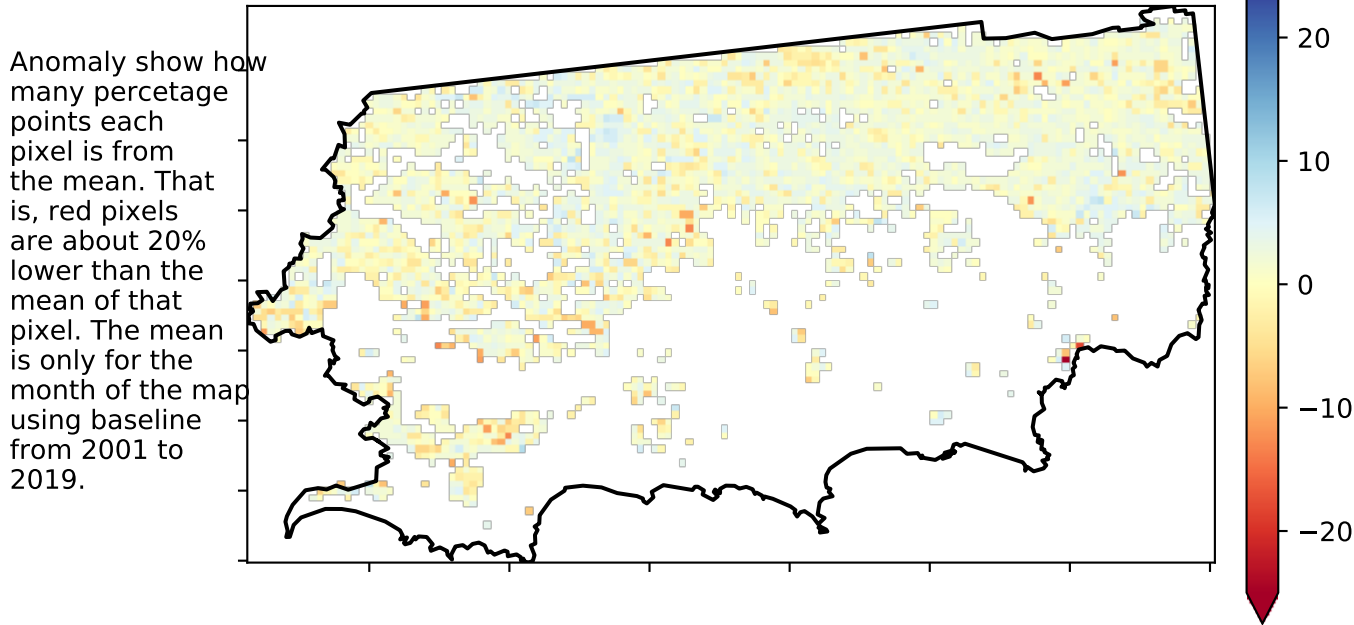 Anomaly show how
many percetage
points each
pixel is from
the mean. That
is, red pixels
are about 20%
lower than the
mean of that
pixel. The mean
is only for the
month of the map
using baseline
from 2001 to
2019.
20
10
0
−10
−20